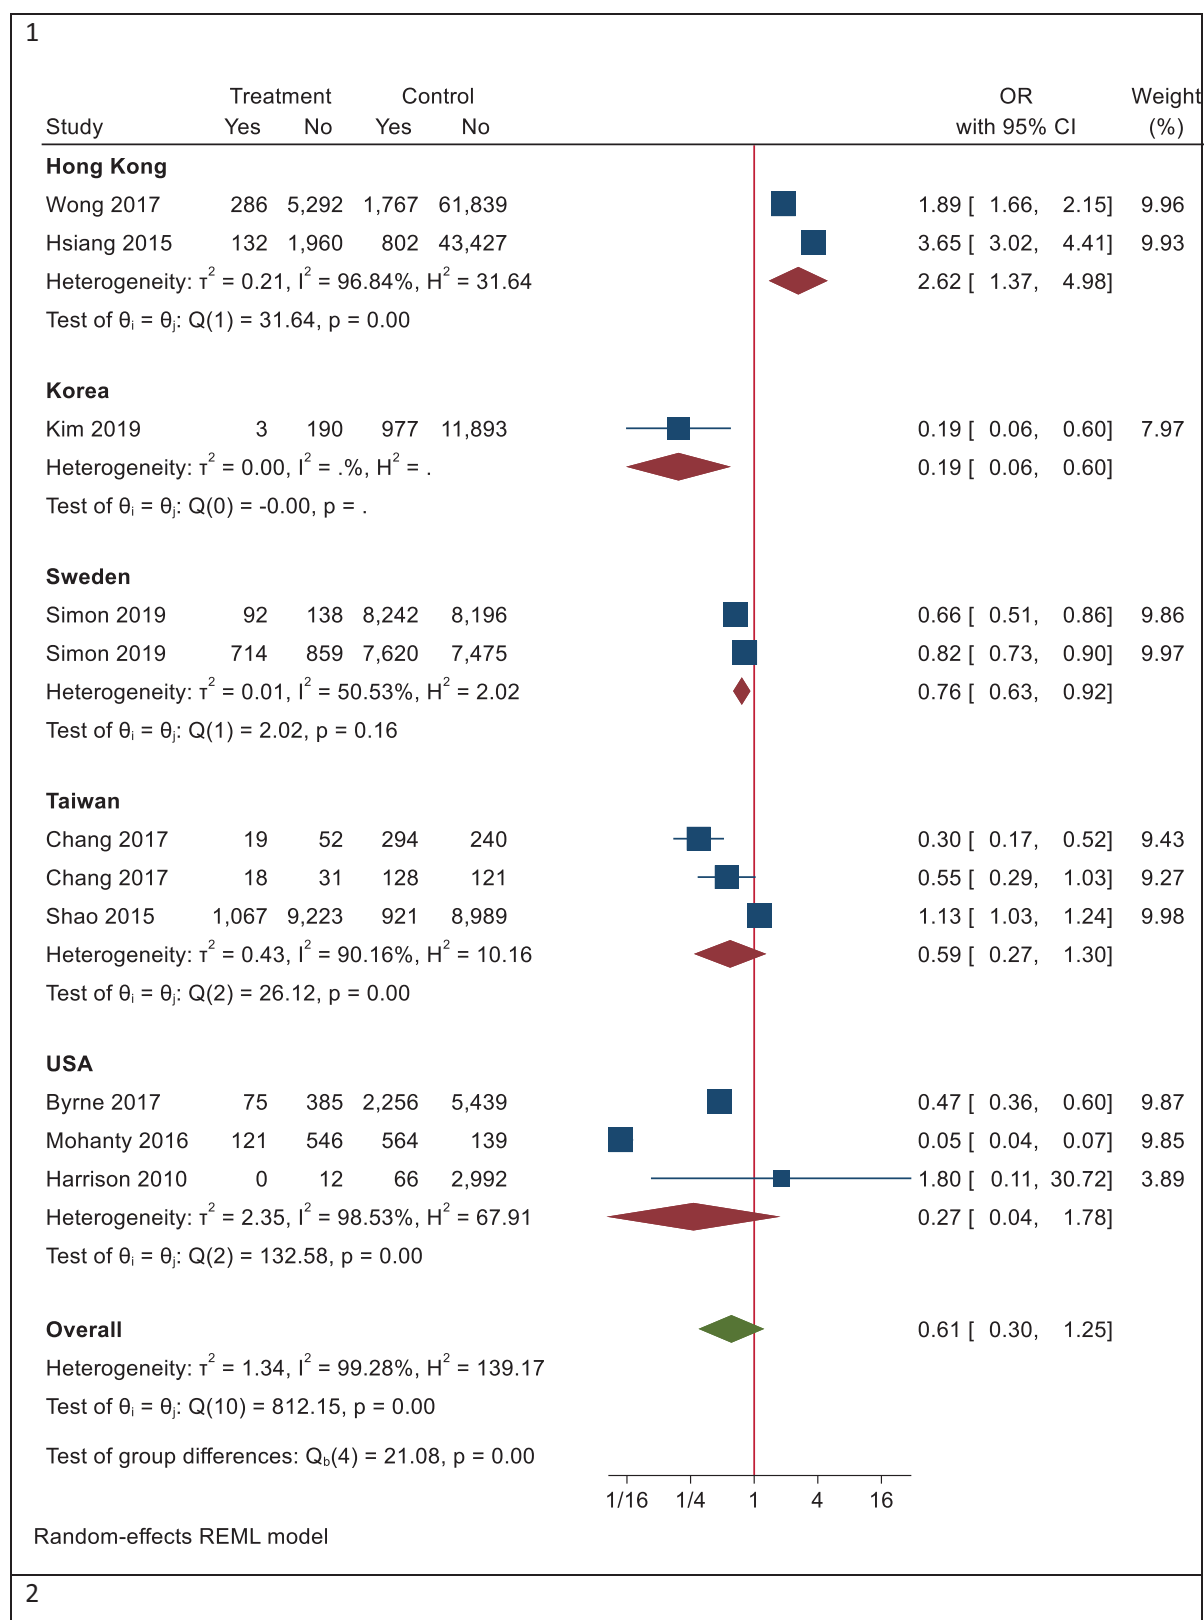 1
Treatment Control OR Weight
Study Yes No Yes No with 95% CI (%)
Hong Kong
Wong 2017 286 5,292 1,767 61,839 1.89 [ 1.66, 2.15] 9.96
Hsiang 2015 132 1,960 802 43,427 3.65 [ 3.02, 4.41] 9.93
Heterogeneity: τ² = 0.21, I² = 96.84%, H² = 31.64 2.62 [ 1.37, 4.98]
Test of θᵢ = θⱼ: Q(1) = 31.64, p = 0.00
Korea
Kim 2019 3 190 977 11,893 0.19 [ 0.06, 0.60] 7.97
Heterogeneity: τ² = 0.00, I² = .%, H² = . 0.19 [ 0.06, 0.60]
Test of θᵢ = θⱼ: Q(0) = -0.00, p = .
Sweden
Simon 2019 92 138 8,242 8,196 0.66 [ 0.51, 0.86] 9.86
Simon 2019 714 859 7,620 7,475 0.82 [ 0.73, 0.90] 9.97
Heterogeneity: τ² = 0.01, I² = 50.53%, H² = 2.02 0.76 [ 0.63, 0.92]
Test of θᵢ = θⱼ: Q(1) = 2.02, p = 0.16
Taiwan
Chang 2017 19 52 294 240 0.30 [ 0.17, 0.52] 9.43
Chang 2017 18 31 128 121 0.55 [ 0.29, 1.03] 9.27
Shao 2015 1,067 9,223 921 8,989 1.13 [ 1.03, 1.24] 9.98
Heterogeneity: τ² = 0.43, I² = 90.16%, H² = 10.16 0.59 [ 0.27, 1.30]
Test of θᵢ = θⱼ: Q(2) = 26.12, p = 0.00
USA
Byrne 2017 75 385 2,256 5,439 0.47 [ 0.36, 0.60] 9.87
Mohanty 2016 121 546 564 139 0.05 [ 0.04, 0.07] 9.85
Harrison 2010 0 12 66 2,992 1.80 [ 0.11, 30.72] 3.89
Heterogeneity: τ² = 2.35, I² = 98.53%, H² = 67.91 0.27 [ 0.04, 1.78]
Test of θᵢ = θⱼ: Q(2) = 132.58, p = 0.00
Overall 0.61 [ 0.30, 1.25]
Heterogeneity: τ² = 1.34, I² = 99.28%, H² = 139.17
Test of θᵢ = θⱼ: Q(10) = 812.15, p = 0.00
Test of group differences: Q_b(4) = 21.08, p = 0.00
1/16 1/4 1 4 16
Random-effects REML model
2